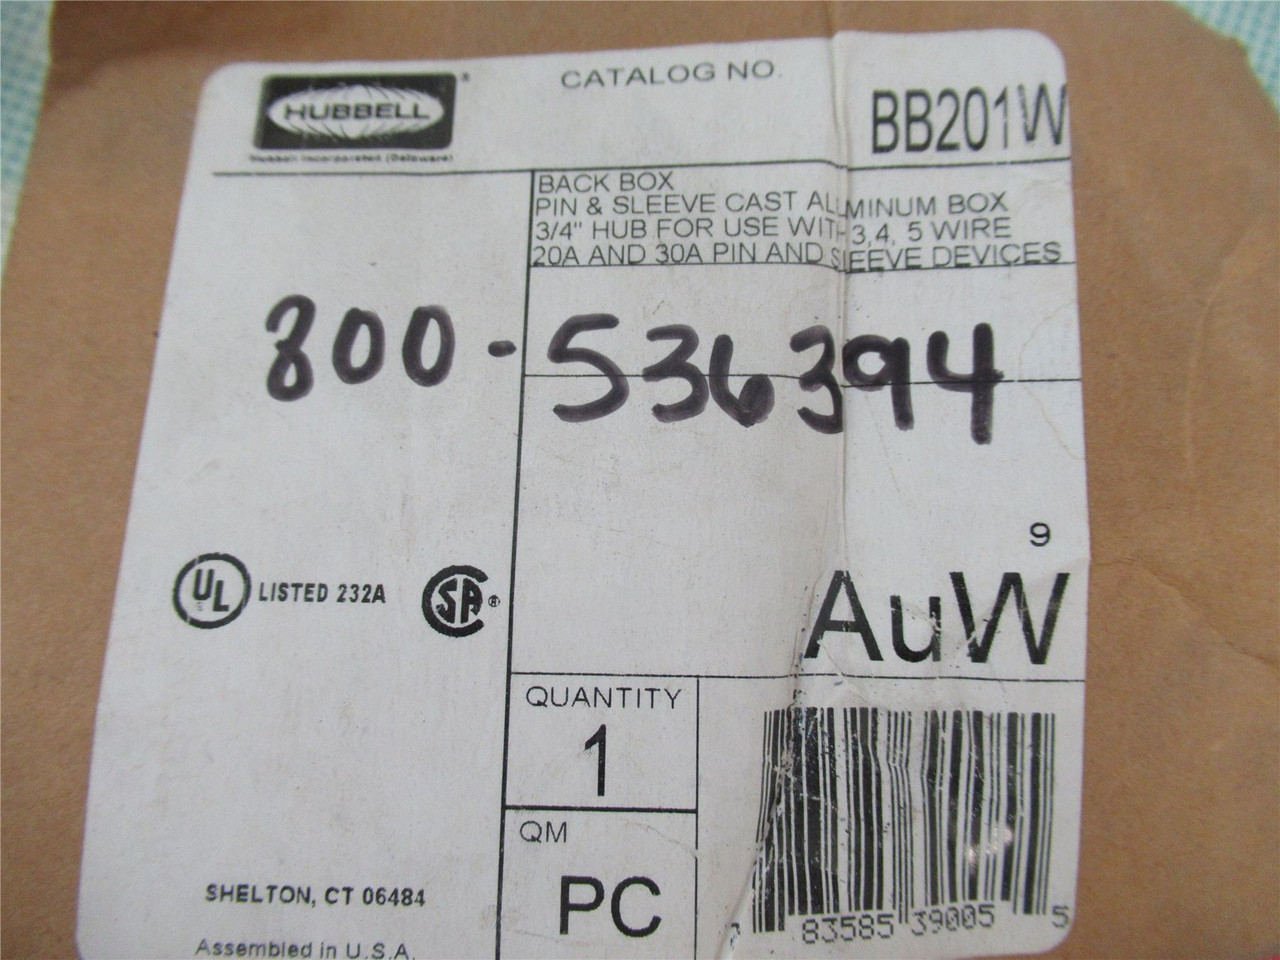 HUBBELL®
Hubbell Incorporated (Delaware)
CATALOG NO.
BB201W
BACK BOX
PIN & SLEEVE CAST ALUMINUM BOX
3/4" HUB FOR USE WITH 3, 4, 5 WIRE
20A AND 30A PIN AND SLEEVE DEVICES
800-536394
9
AuW
UL LISTED 232A
SA®
QUANTITY
1
QM
PC
SHELTON, CT 06484
Assembled in U.S.A.
83585 39005 5